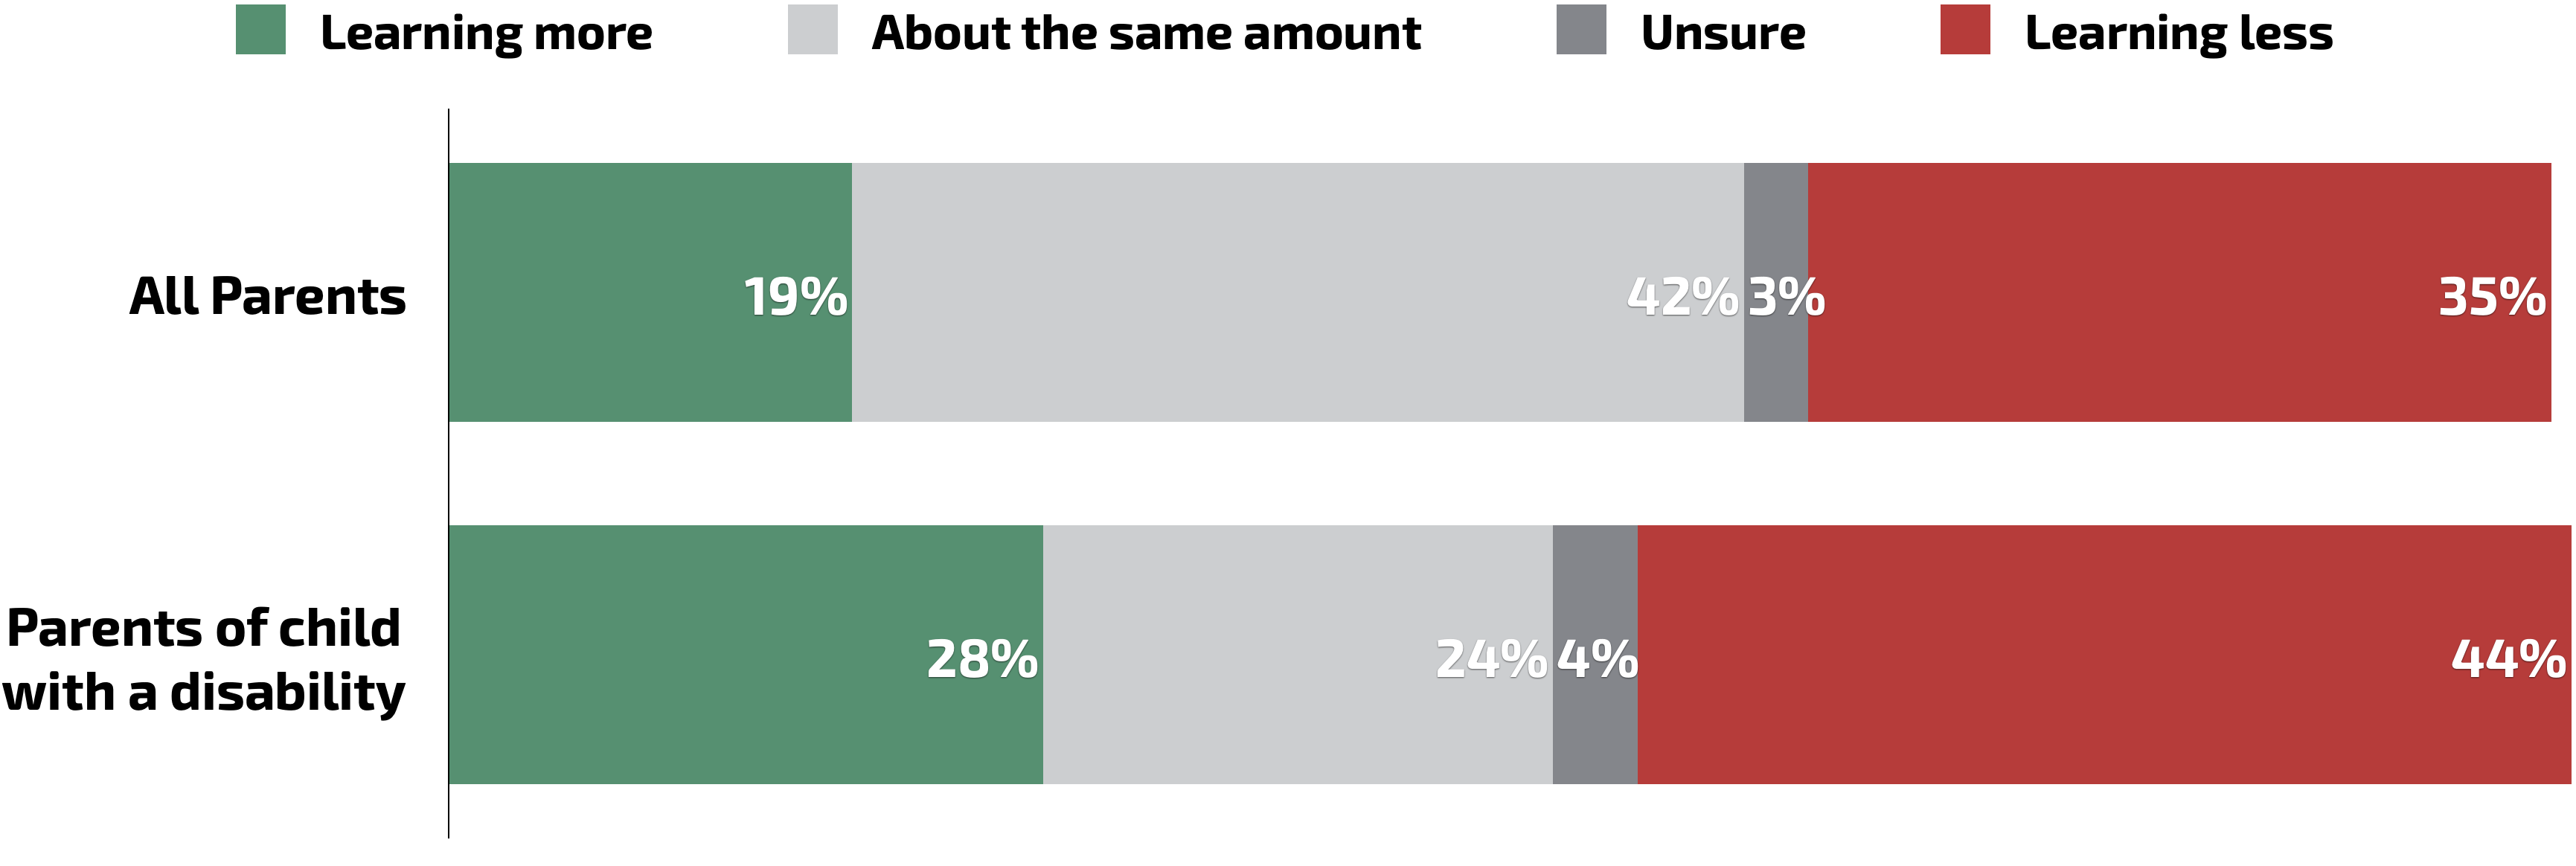 Learning more
About the same amount
Unsure
Learning less
All Parents
19%
42%
3%
35%
Parents of child
with a disability
28%
24%
4%
44%